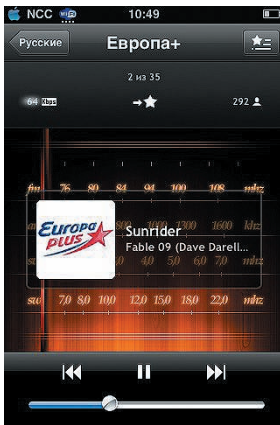 NCC WiFi 10:49
Русские Европа+
2 из 35
64 Kbps 292
fm 76 80 84 94 100 108 mhz
EUROPA PLUS
Sunrider
1000 1300 1600 khz
Fable 09 (Dave Darell...
4,0 5,0 6,0 7,0 mhz
sw 7,0 8,0 10,0 12,0 15,0 18,0 22,0 mhz